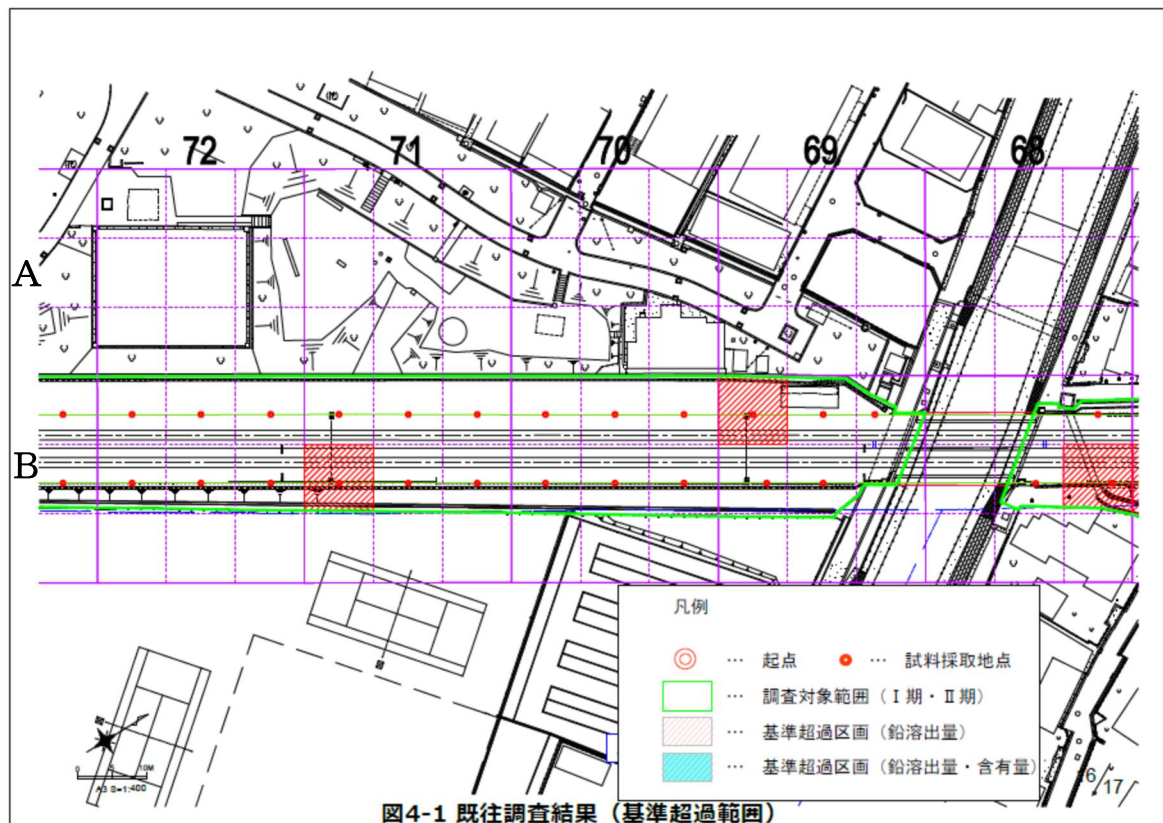 72
71
70
69
68
A
B
凡例
… 起点
… 試料採取地点
… 調査対象範囲（Ⅰ期・Ⅱ期）
… 基準超過区画（鉛溶出量）
… 基準超過区画（鉛溶出量・含有量）
0 5 10M
A3 S=1:400
16
17
図4-1 既往調査結果（基準超過範囲）